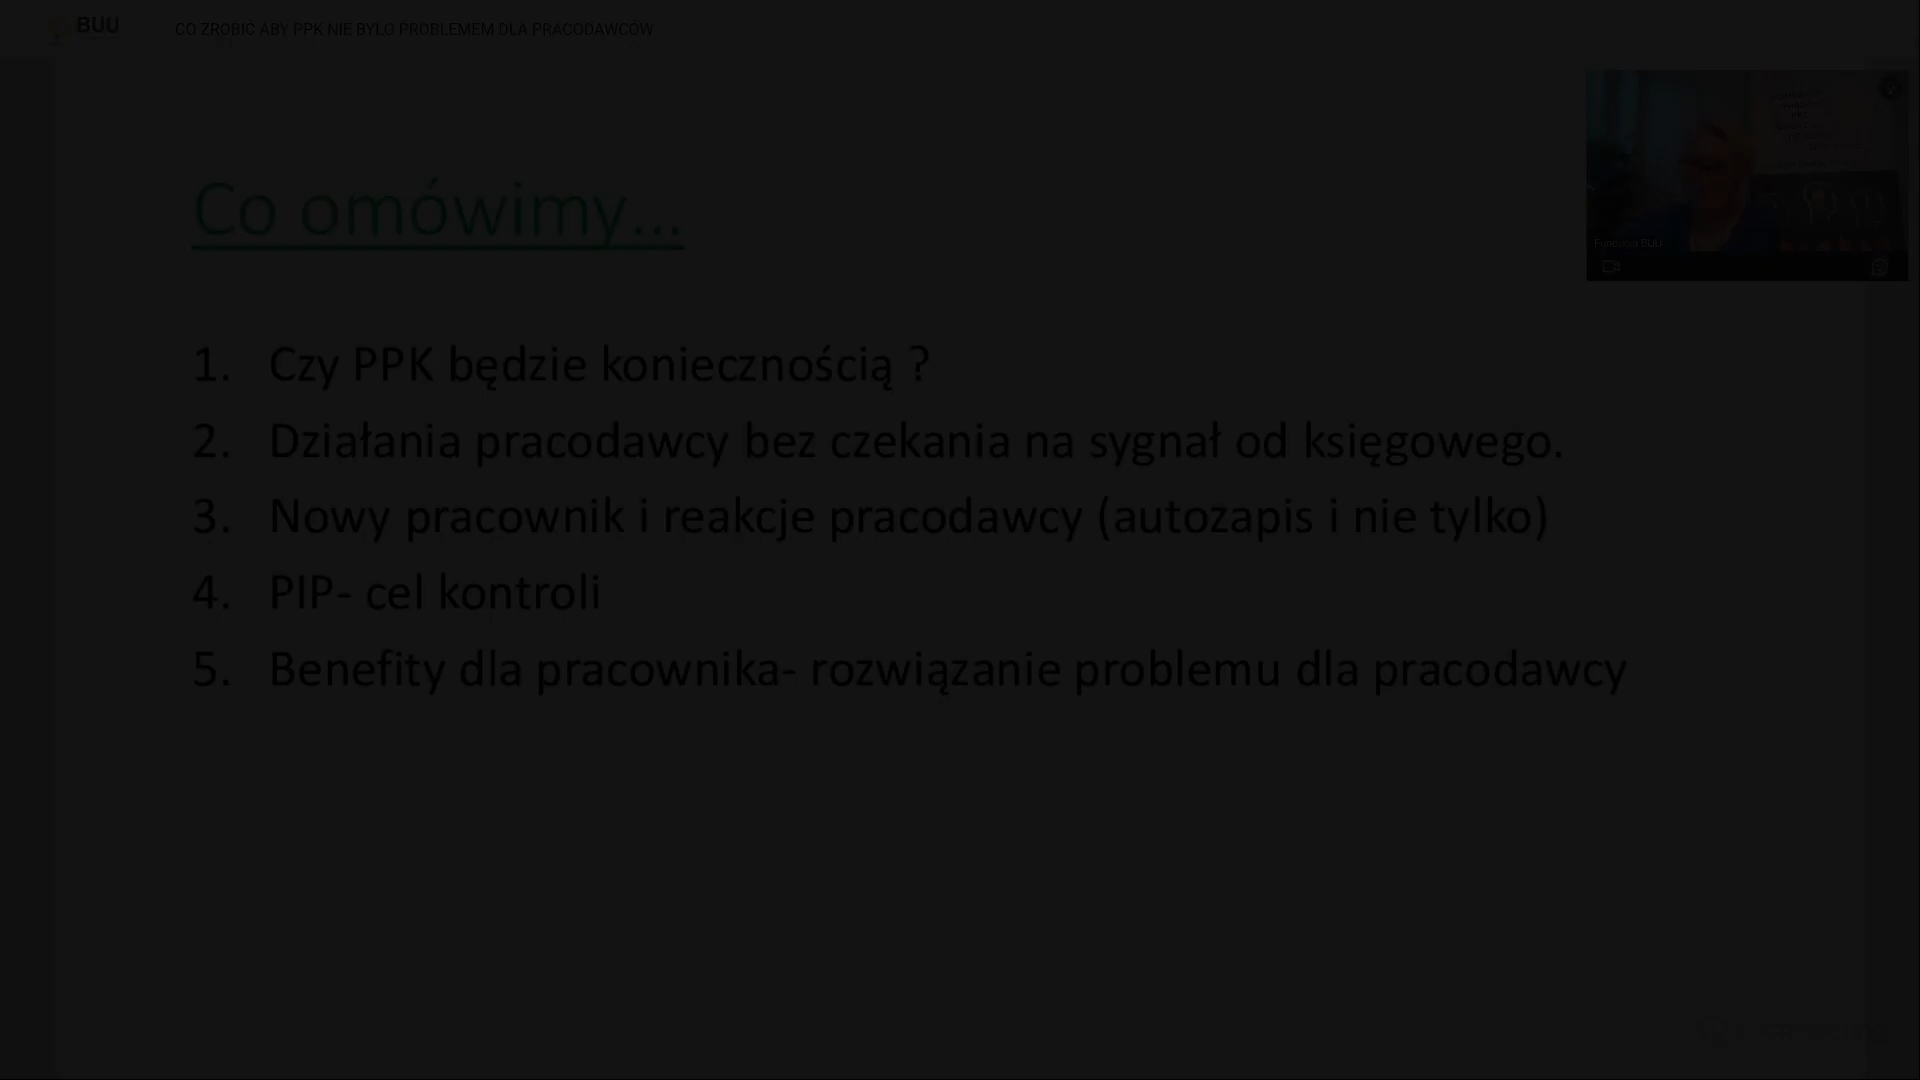 BUU
CO ZROBIĆ ABY PPK NIE BYŁO PROBLEMEM DLA PRACODAWCÓW
Co omówimy...
1. Czy PPK będzie koniecznością ?
2. Działania pracodawcy bez czekania na sygnał od księgowego.
3. Nowy pracownik i reakcje pracodawcy (autozapis i nie tylko)
4. PIP- cel kontroli
5. Benefity dla pracownika- rozwiązanie problemu dla pracodawcy
Fundacja BUU